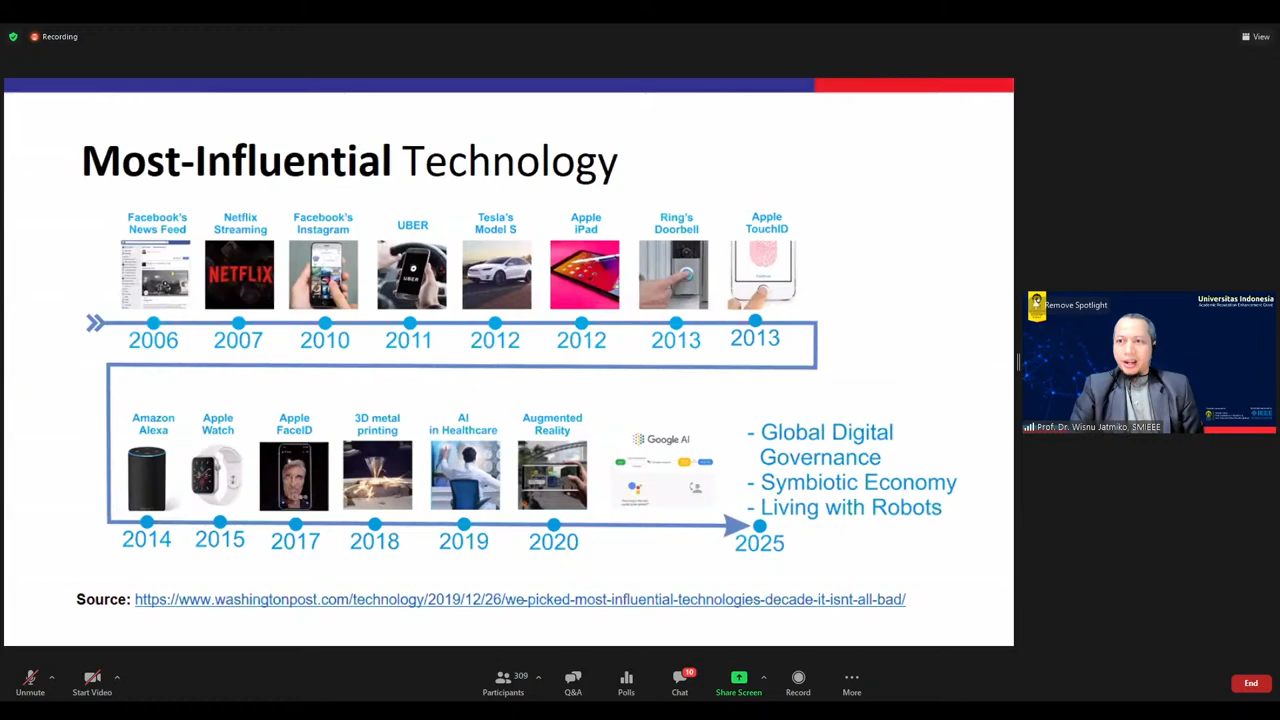 Recording
View
Most-Influential Technology
Facebook's
News Feed
Netflix
Streaming
Facebook's
Instagram
UBER
Tesla's
Model S
Apple
iPad
Ring's
Doorbell
Apple
TouchID
NETFLIX
UBER
2006
2007
2010
2011
2012
2012
2013
2013
Amazon
Alexa
Apple
Watch
Apple
FaceID
3D metal
printing
AI
in Healthcare
Augmented
Reality
Google AI
- Global Digital
Governance
- Symbiotic Economy
- Living with Robots
2014
2015
2017
2018
2019
2020
2025
Source: https://www.washingtonpost.com/technology/2019/12/26/we-picked-most-influential-technologies-decade-it-isnt-all-bad/
Remove Spotlight
Universitas Indonesia
IEEE
Prof. Dr. Wisnu Jatmiko, SMIEEE
Unmute
Start Video
309
Participants
Q&A
Polls
10
Chat
Share Screen
Record
More
End